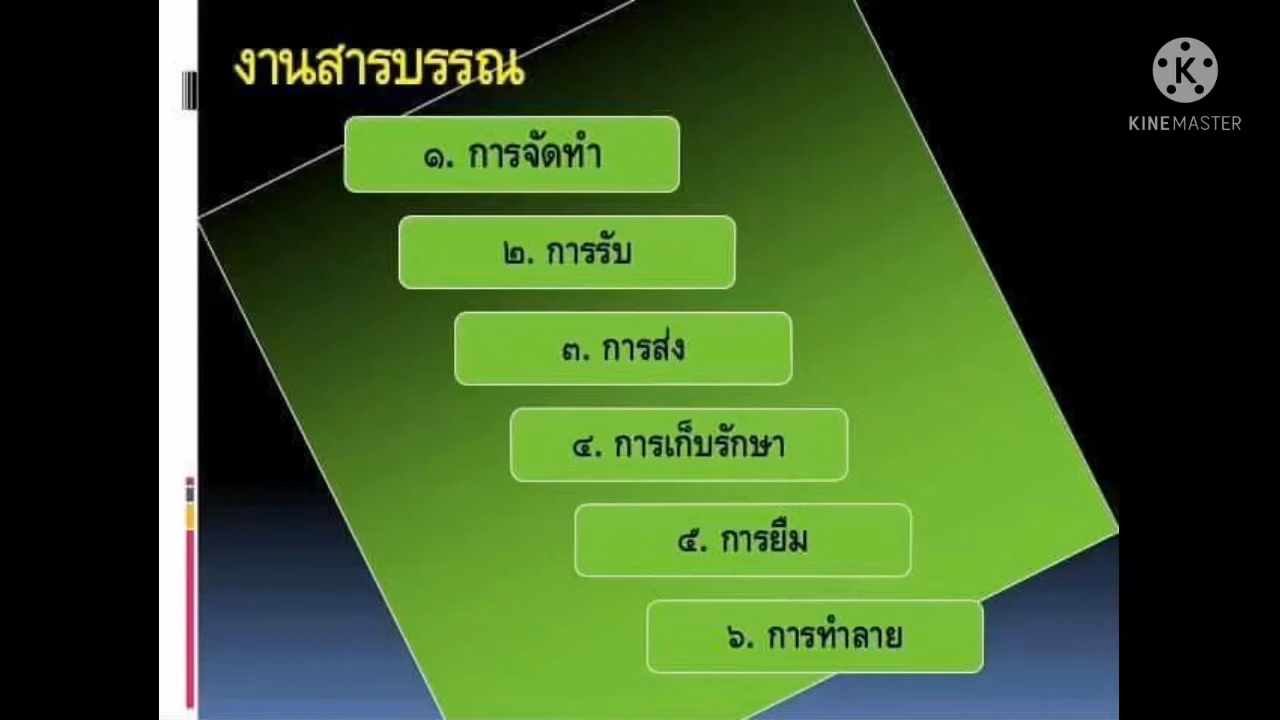 งานสารบรรณ
๑. การจัดทำ
๒. การรับ
๓. การส่ง
๔. การเก็บรักษา
๕. การยืม
๖. การทำลาย
K
KINEMASTER